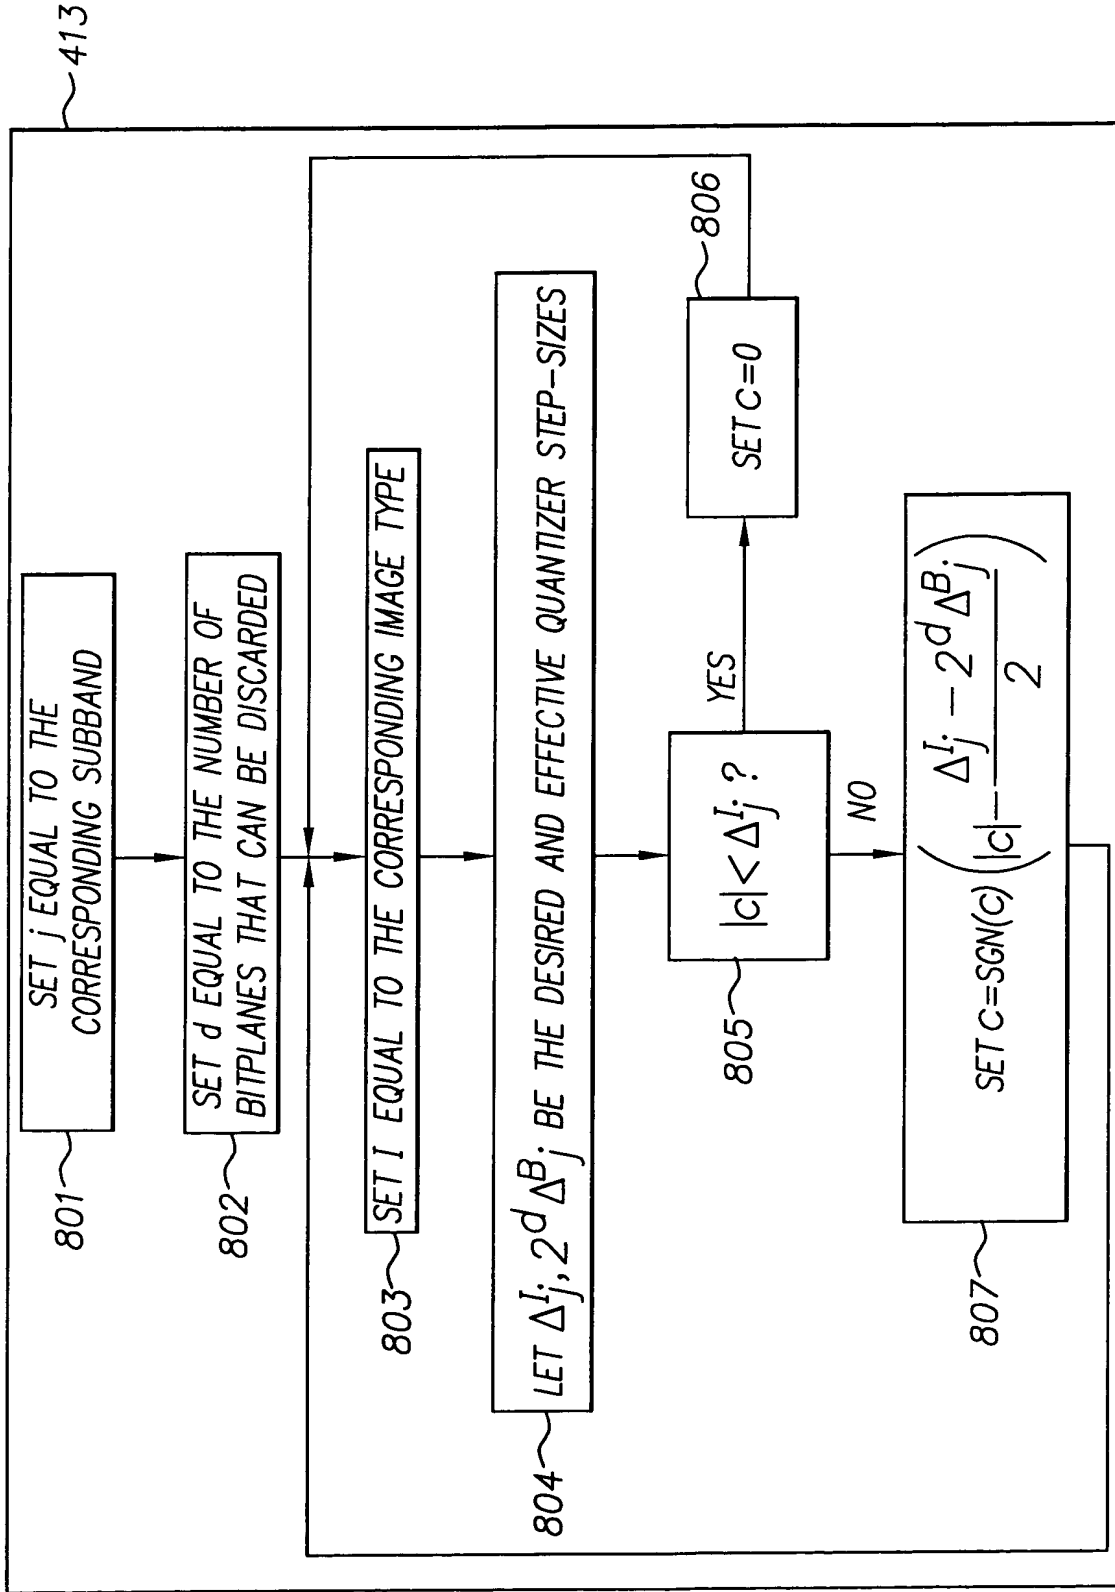 413
SET j EQUAL TO THE
CORRESPONDING SUBBAND
801
SET d EQUAL TO THE NUMBER OF
BITPLANES THAT CAN BE DISCARDED
802
SET I EQUAL TO THE CORRESPONDING IMAGE TYPE
803
LET Δ^I_j, 2^d Δ^B_j BE THE DESIRED AND EFFECTIVE QUANTIZER STEP-SIZES
804
|c| < Δ^I_j ?
805
YES
SET C=0
806
NO
SET C=SGN(C) (|c| - (Δ^I_j - 2^d Δ^B_j)/2)
807